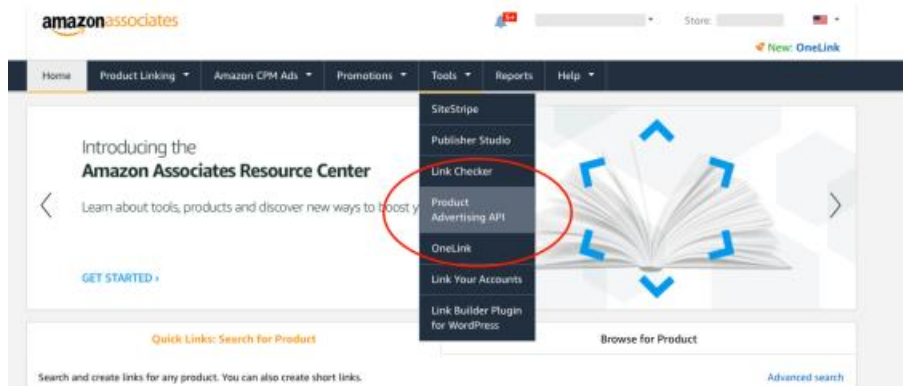 amazonassociates
5+
Store:
New: OneLink
Home Product Linking Amazon CPM Ads Promotions Tools Reports Help
SiteStripe
Publisher Studio
Link Checker
Product
Advertising API
OneLink
Link Your Accounts
Link Builder Plugin
for WordPress
Introducing the
Amazon Associates Resource Center
Learn about tools, products and discover new ways to boost y
GET STARTED ›
Quick Links: Search for Product Browse for Product
Search and create links for any product. You can also create short links. Advanced search